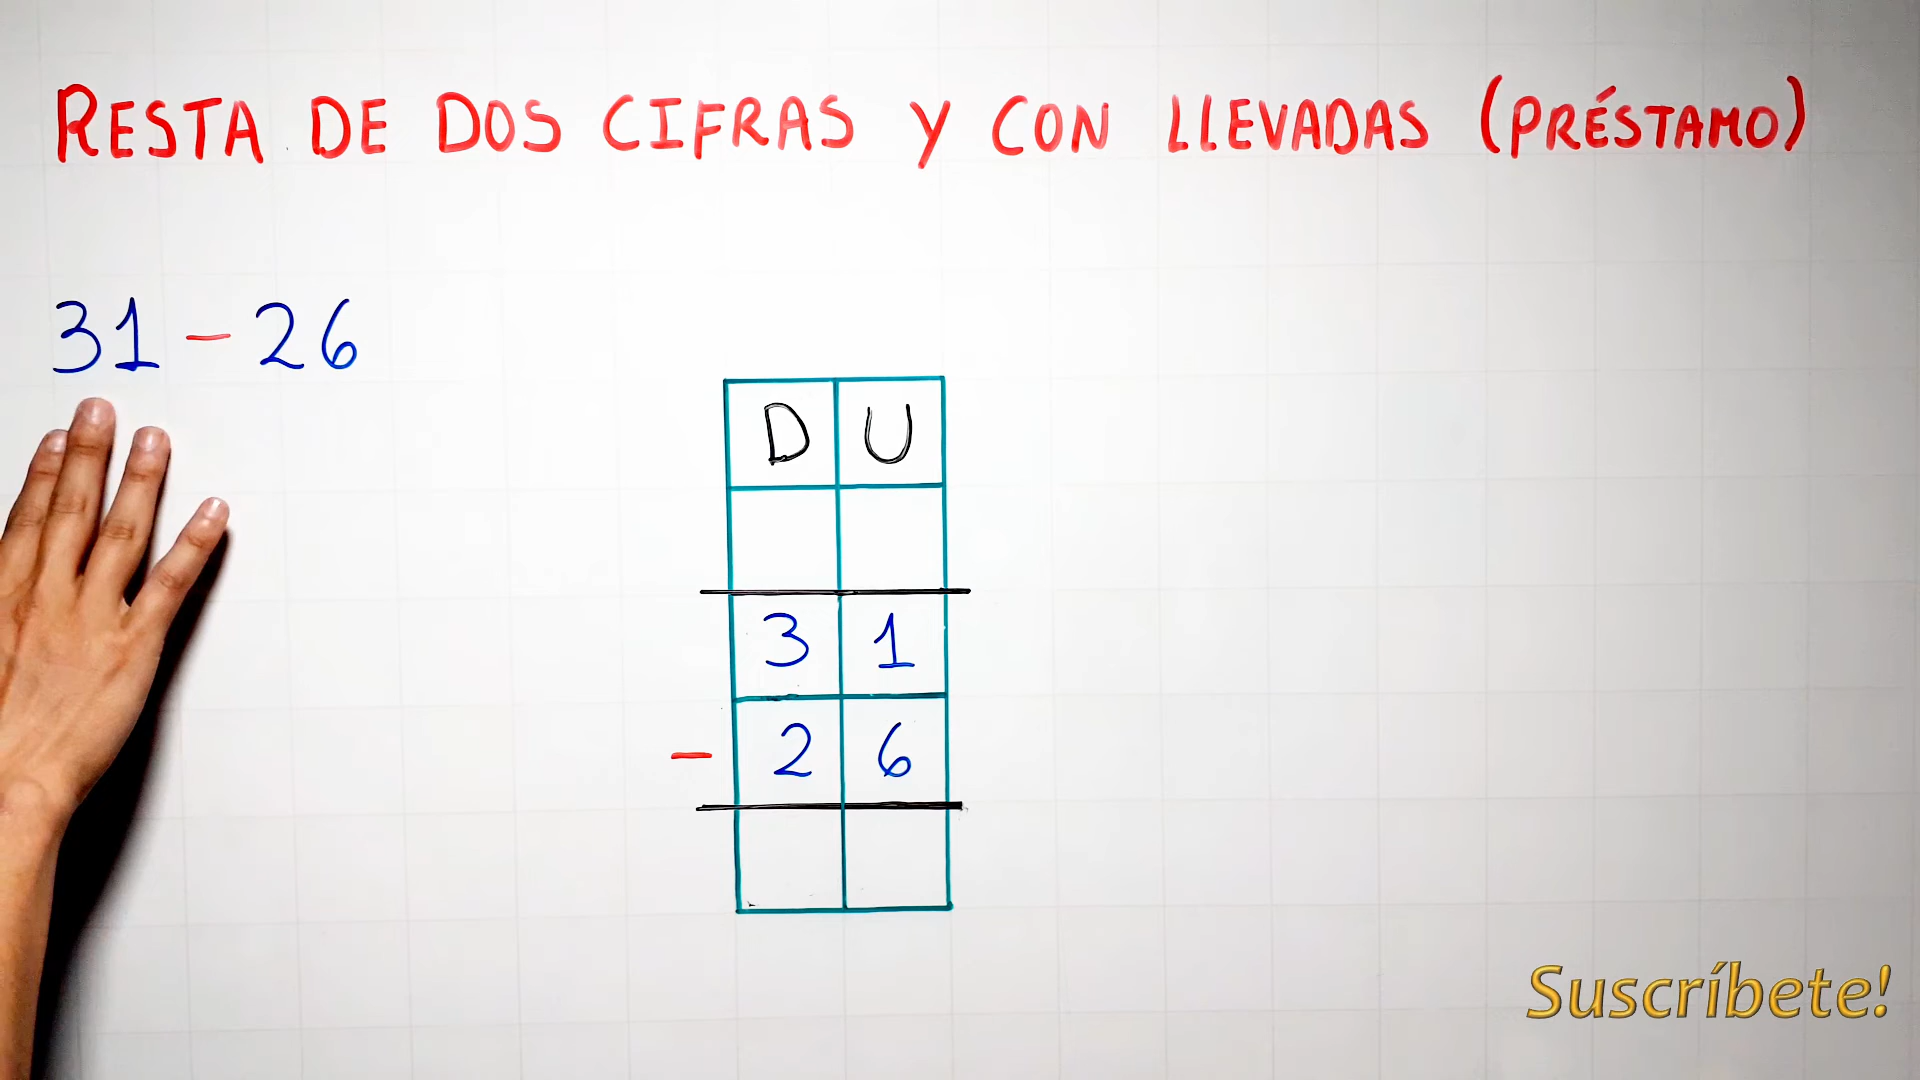 RESTA DE DOS CIFRAS Y CON LLEVADAS (PRÉSTAMO)
31 - 26
D U
3 1
- 2 6
Suscríbete!